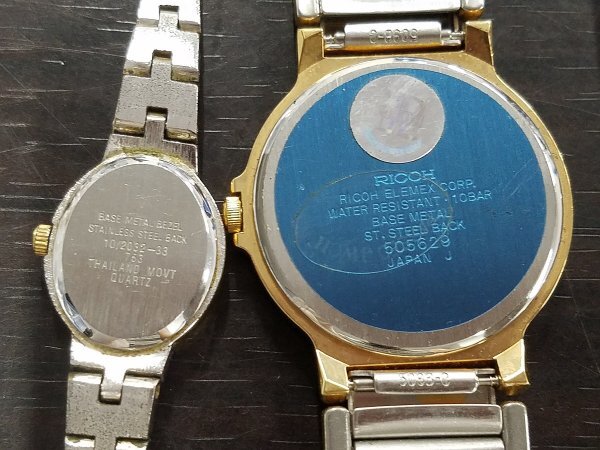 BASE METAL BEZEL
STAINLESS STEEL BACK
10/2032-33
763
THAILAND MOVT
QUARTZ
RICOH
RICOH ELEMEX CORP.
WATER RESISTANT 10BAR
BASE METAL
ST. STEEL BACK
505629
JAPAN J